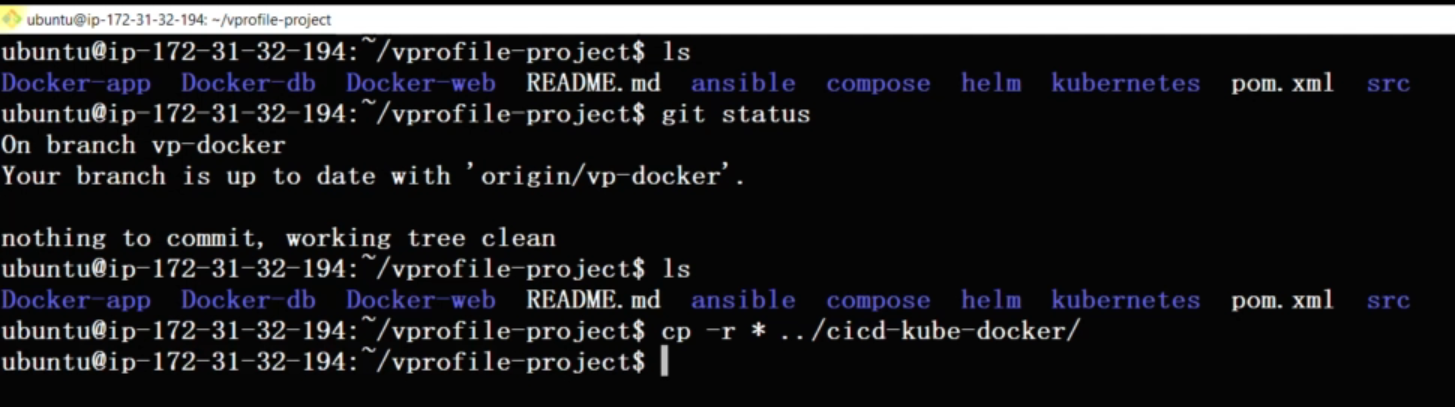 ubuntu@ip-172-31-32-194: ~/vprofile-project
ubuntu@ip-172-31-32-194:~/vprofile-project$ ls
Docker-app  Docker-db  Docker-web  README.md  ansible  compose  helm  kubernetes  pom.xml  src
ubuntu@ip-172-31-32-194:~/vprofile-project$ git status
On branch vp-docker
Your branch is up to date with 'origin/vp-docker'.
nothing to commit, working tree clean
ubuntu@ip-172-31-32-194:~/vprofile-project$ ls
Docker-app  Docker-db  Docker-web  README.md  ansible  compose  helm  kubernetes  pom.xml  src
ubuntu@ip-172-31-32-194:~/vprofile-project$ cp -r * ../cicd-kube-docker/
ubuntu@ip-172-31-32-194:~/vprofile-project$